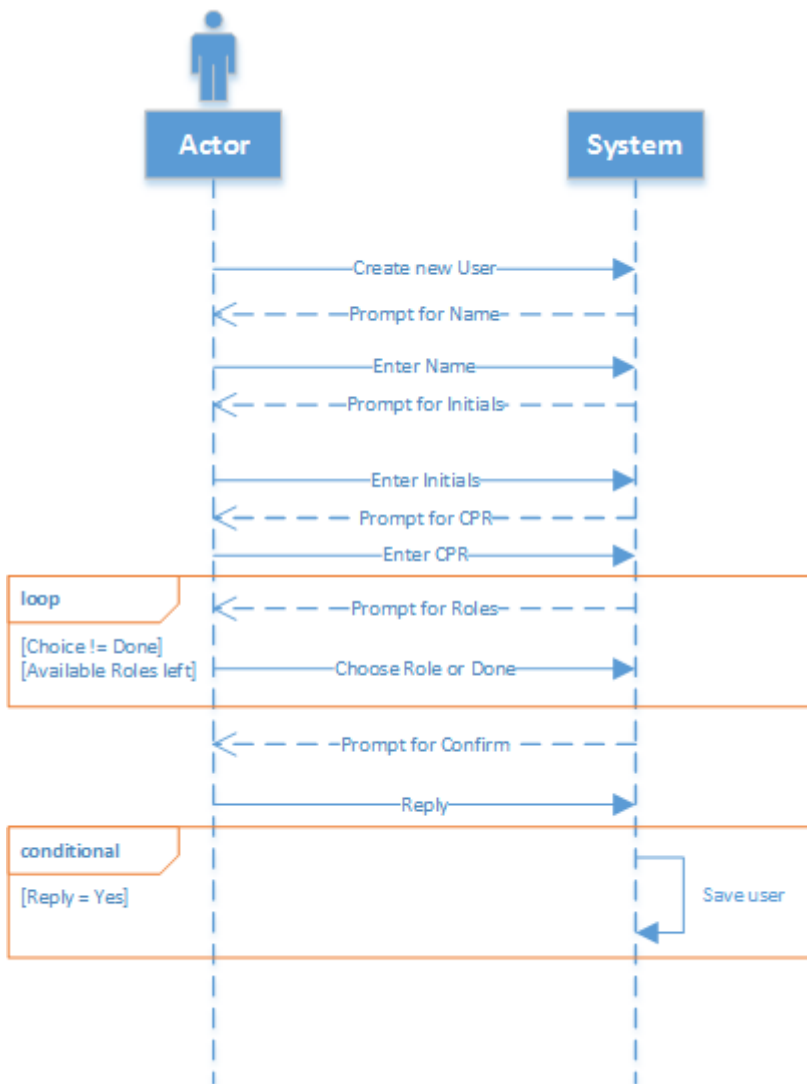 Actor
System
Create new User
Prompt for Name
Enter Name
Prompt for Initials
Enter Initials
Prompt for CPR
Enter CPR
loop
Prompt for Roles
[Choice != Done]
[Available Roles left]
Choose Role or Done
Prompt for Confirm
Reply
conditional
[Reply = Yes]
Save user